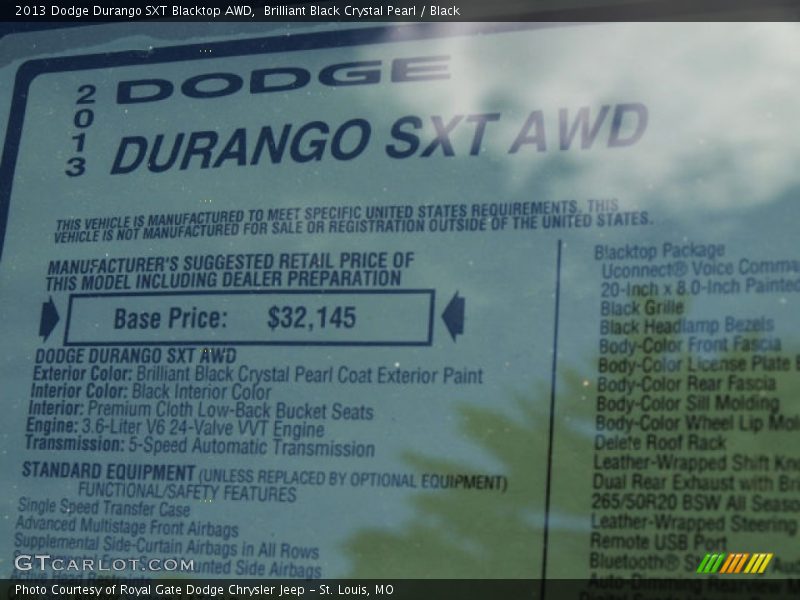 2013 Dodge Durango SXT Blacktop AWD, Brilliant Black Crystal Pearl / Black
2013
DODGE
DURANGO SXT AWD
THIS VEHICLE IS MANUFACTURED TO MEET SPECIFIC UNITED STATES REQUIREMENTS. THIS
VEHICLE IS NOT MANUFACTURED FOR SALE OR REGISTRATION OUTSIDE OF THE UNITED STATES.
MANUFACTURER'S SUGGESTED RETAIL PRICE OF
THIS MODEL INCLUDING DEALER PREPARATION
Base Price: $32,145
DODGE DURANGO SXT AWD
Exterior Color: Brilliant Black Crystal Pearl Coat Exterior Paint
Interior Color: Black Interior Color
Interior: Premium Cloth Low-Back Bucket Seats
Engine: 3.6-Liter V6 24-Valve VVT Engine
Transmission: 5-Speed Automatic Transmission
STANDARD EQUIPMENT (UNLESS REPLACED BY OPTIONAL EQUIPMENT)
FUNCTIONAL/SAFETY FEATURES
Single Speed Transfer Case
Advanced Multistage Front Airbags
Supplemental Side-Curtain Airbags in All Rows
Side Airbags
Blacktop Package
Uconnect® Voice
20-Inch x 8.0-Inch Painted
Black Grille
Black Headlamp Bezels
Body-Color Front Fascia
Body-Color License Plate
Body-Color Rear Fascia
Body-Color Sill Molding
Body-Color Wheel Lip
Delete Roof Rack
Leather-Wrapped Shift
Dual Rear Exhaust with
265/50R20 BSW All
Leather-Wrapped Steering
Remote USB Port
Bluetooth®
Auto-Dimming Rearview
GTCARLOT.COM
Photo Courtesy of Royal Gate Dodge Chrysler Jeep - St. Louis, MO